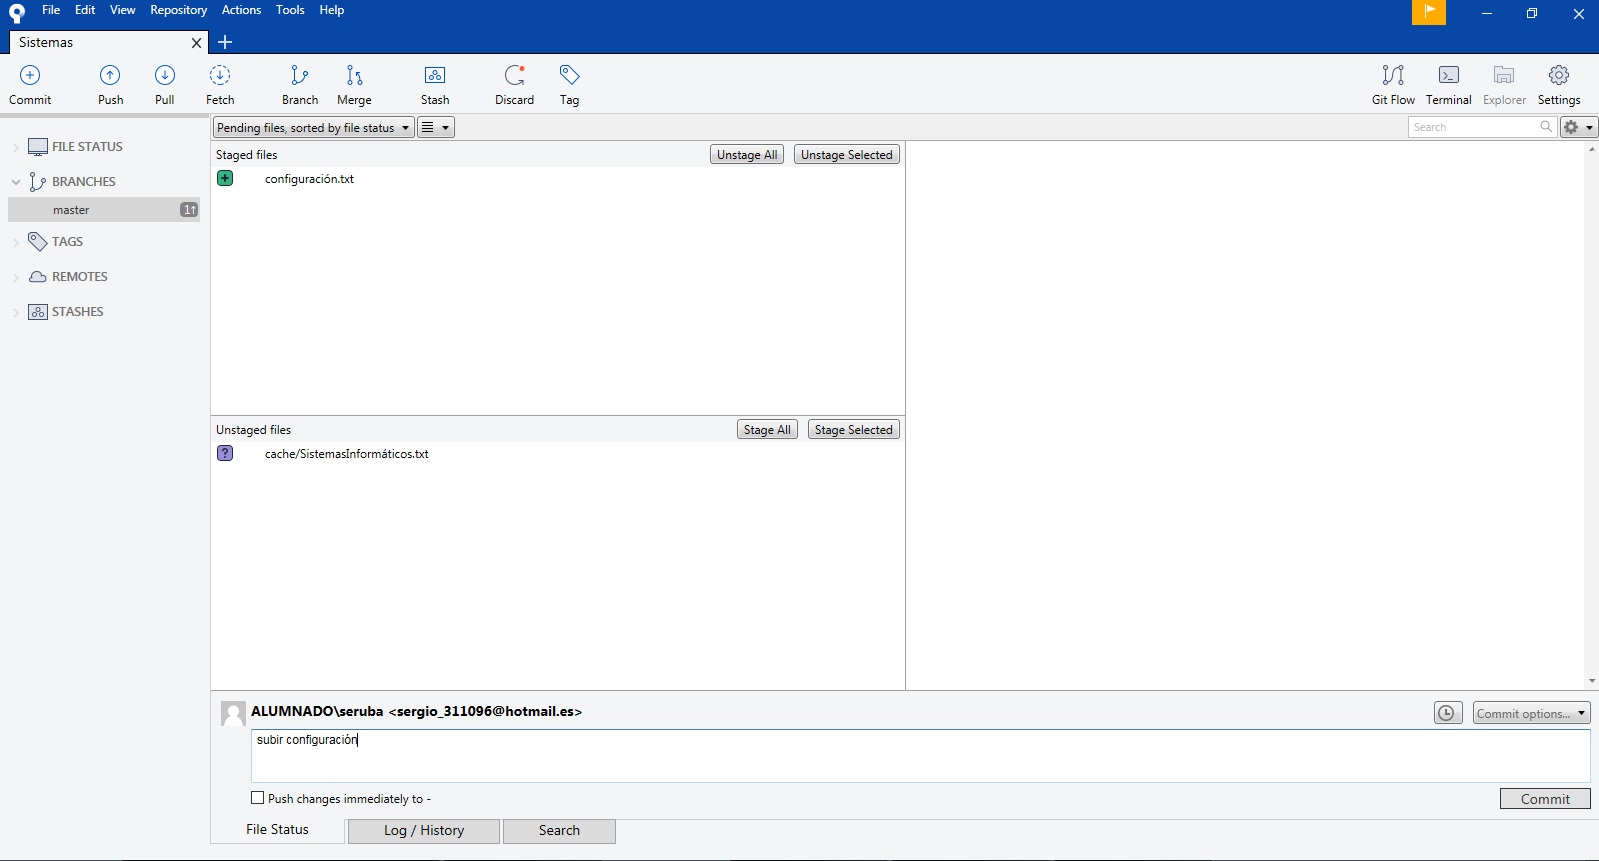 File Edit View Repository Actions Tools Help
Sistemas
Commit Push Pull Fetch Branch Merge Stash Discard Tag Git Flow Terminal Explorer Settings
Pending files, sorted by file status
Search
FILE STATUS
BRANCHES
master 1↑
TAGS
REMOTES
STASHES
Staged files Unstage All Unstage Selected
configuración.txt
Unstaged files Stage All Stage Selected
? cache/SistemasInformáticos.txt
ALUMNADO\seruba <sergio_311096@hotmail.es>
Commit options...
subir configuración
Push changes immediately to -
Commit
File Status Log / History Search